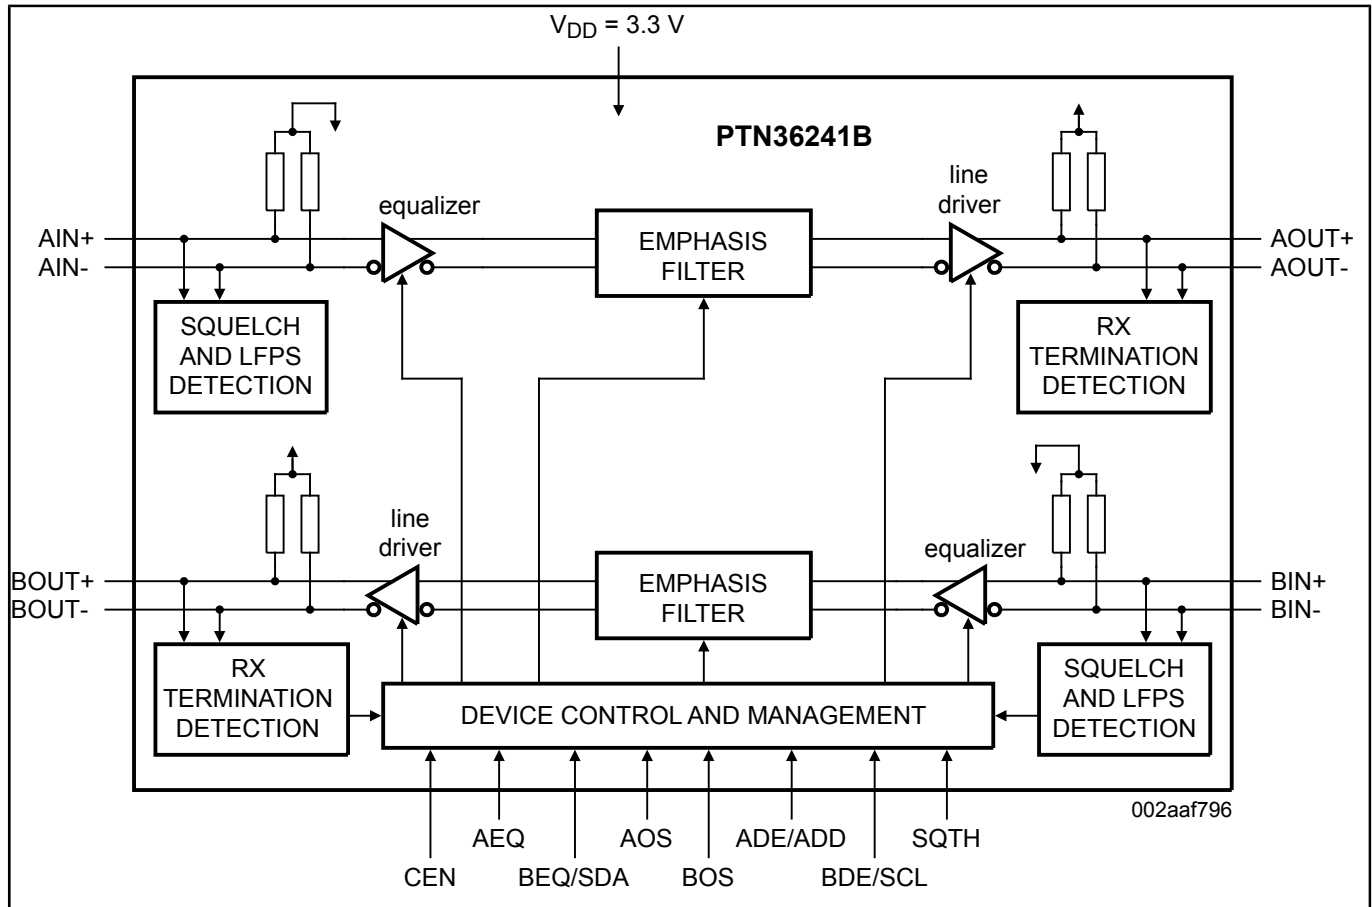 VDD = 3.3 V
PTN36241B
equalizer
line
driver
AIN+
AIN-
EMPHASIS
FILTER
AOUT+
AOUT-
SQUELCH
AND LFPS
DETECTION
RX
TERMINATION
DETECTION
line
driver
equalizer
BOUT+
BOUT-
EMPHASIS
FILTER
BIN+
BIN-
RX
TERMINATION
DETECTION
DEVICE CONTROL AND MANAGEMENT
SQUELCH
AND LFPS
DETECTION
002aaf796
AEQ
AOS
ADE/ADD
SQTH
CEN
BEQ/SDA
BOS
BDE/SCL